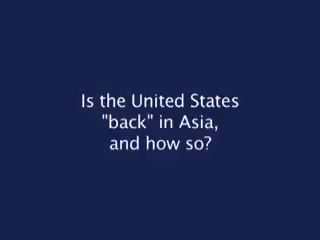 Is the United States
"back" in Asia,
and how so?